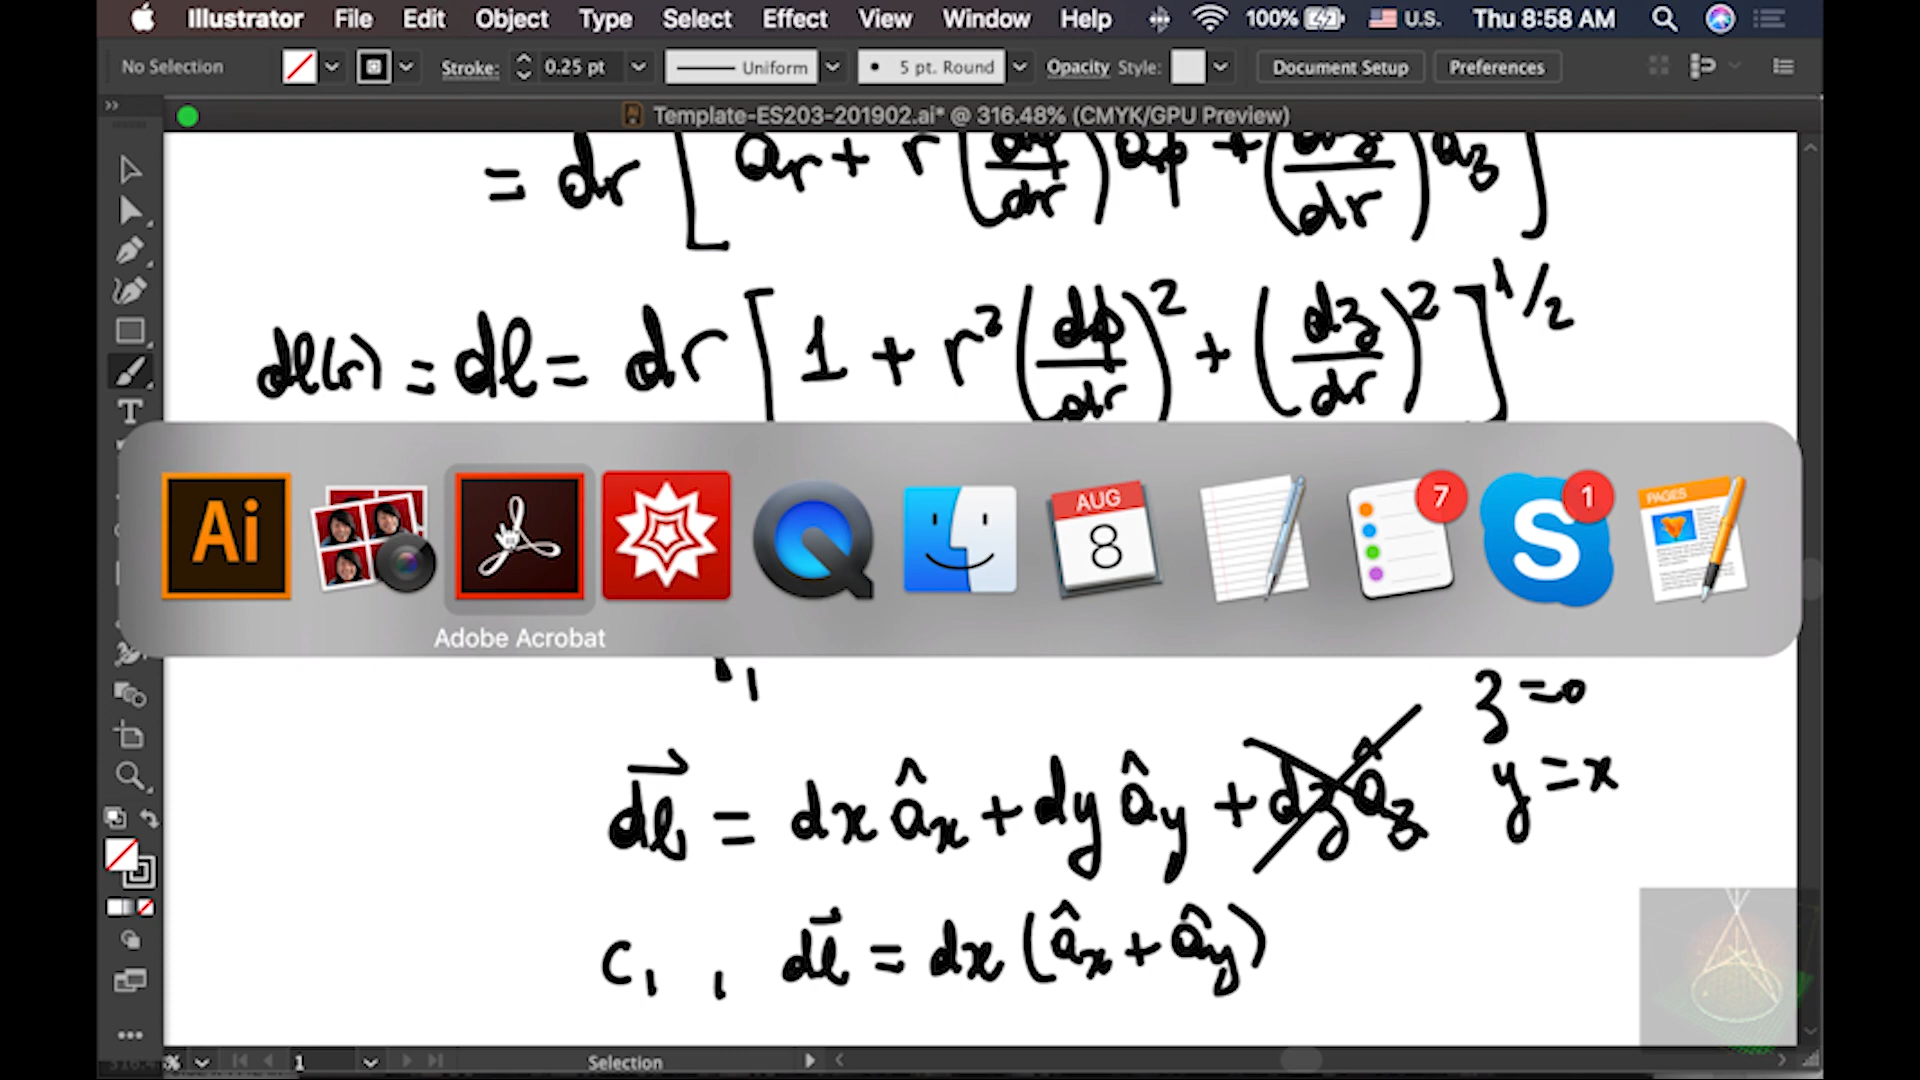 Illustrator File Edit Object Type Select Effect View Window Help 100% U.S. Thu 8:58 AM
No Selection Stroke: 0.25 pt Uniform 5 pt. Round Opacity Style: Document Setup Preferences
Template-ES203-201902.ai* @ 316.48% (CMYK/GPU Preview)
= dr [ ar + r (dφ/dr) aφ + (dz/dr) az ]
dl(r) = dl = dr [ 1 + r² (dφ/dr)² + (dz/dr)² ]^1/2
Ai
AUG
8
7
S
1
PAGES
Adobe Acrobat
1
z=0
y=x
dl = dx âx + dy ây + dz âz
c₁, dl = dx (âx + ây)
T
% 1 Selection